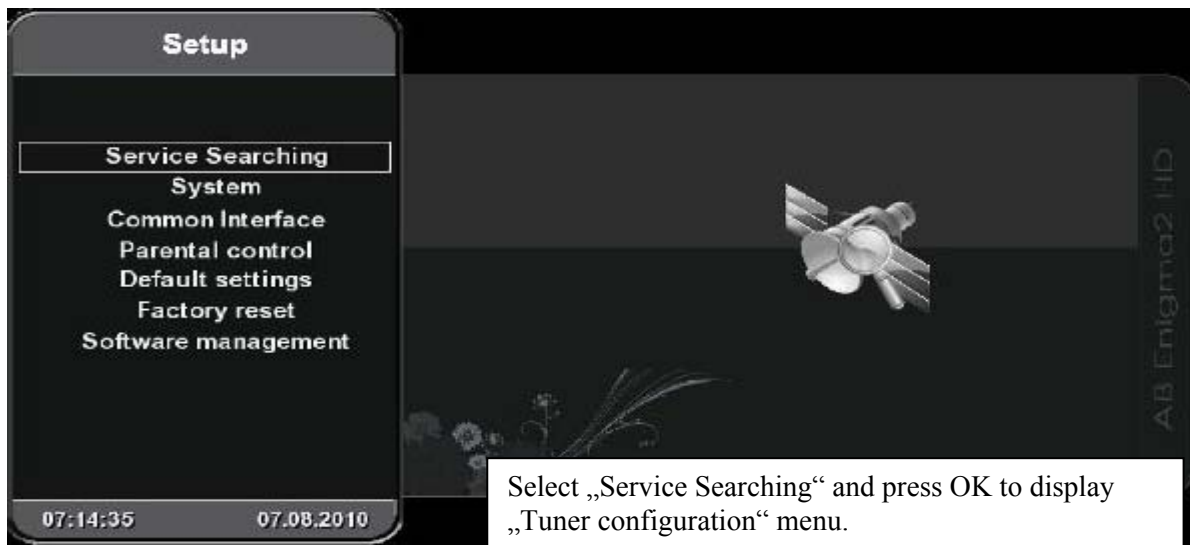 Setup
Service Searching
System
Common Interface
Parental control
Default settings
Factory reset
Software management
07:14:35 07.08.2010
AB Enigma2 HD
Select „Service Searching“ and press OK to display
„Tuner configuration“ menu.